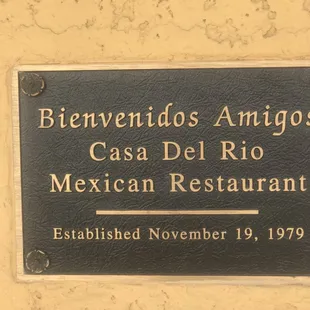 Bienvenidos Amigos
Casa Del Rio
Mexican Restaurant
Established November 19, 1979